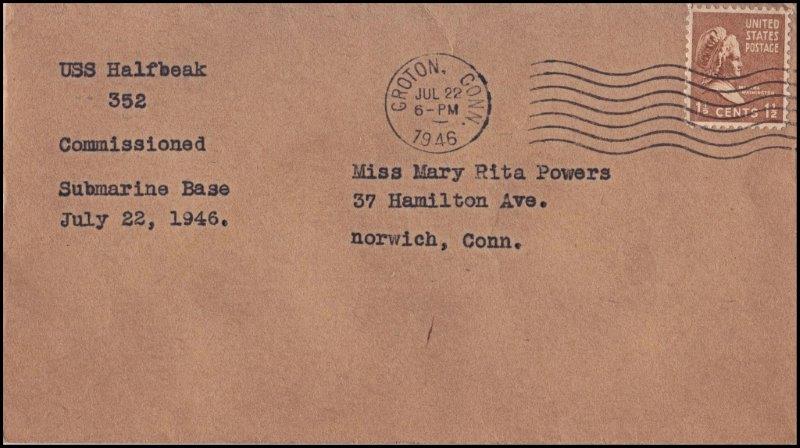 USS Halfbeak
352
Commissioned
Submarine Base
July 22, 1946.
GROTON, CONN.
JUL 22
6-PM
1946
UNITED
STATES
POSTAGE
WASHINGTON
1½ CENTS 1½
Miss Mary Rita Powers
37 Hamilton Ave.
norwich, Conn.